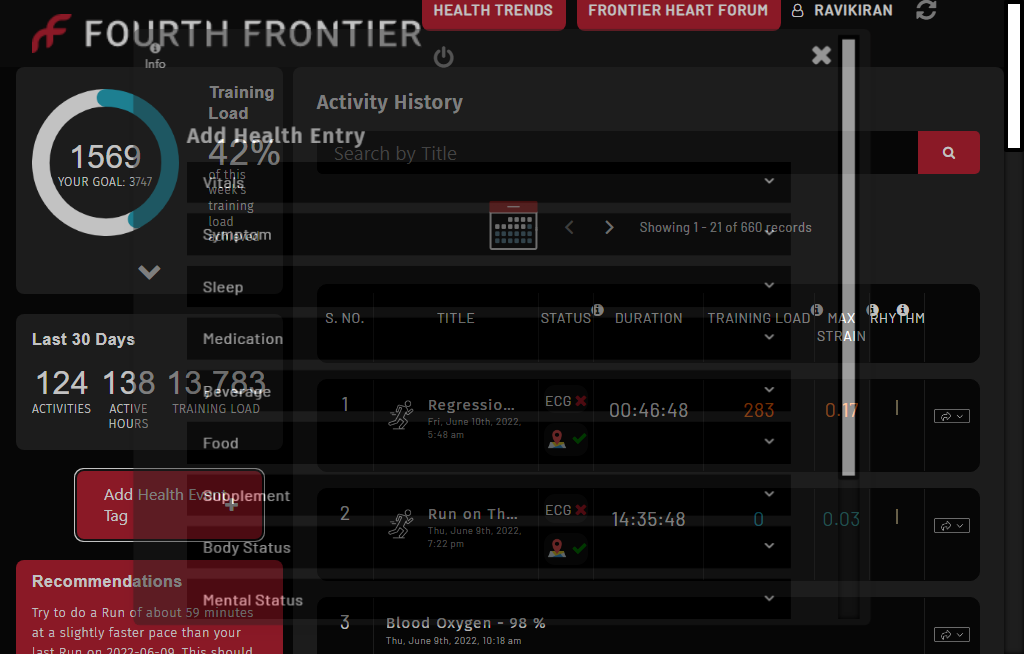 HEALTH TRENDS
FRONTIER HEART FORUM
RAVIKIRAN
FOURTH FRONTIER
Info
Training
Load
42%
of this
week's
training
load
achieved
1569
YOUR GOAL: 3747
Add Health Entry
Vitals
Symptom
Sleep
Medication
Beverage
Food
Supplement
Body Status
Mental Status
Last 30 Days
124 138 13,783
ACTIVITIES ACTIVE HOURS TRAINING LOAD
Add Health Event
Tag
Recommendations
Try to do a Run of about 59 minutes
at a slightly faster pace than your
last Run on 2022-06-09. This should
Activity History
Search by Title
Showing 1 - 21 of 660 records
S. NO. TITLE STATUS DURATION TRAINING LOAD MAX STRAIN RHYTHM
1 Regressio... ECG 00:46:48 283 0.17
Fri, June 10th, 2022,
5:48 am
2 Run on Th... ECG 14:35:48 0 0.03
Thu, June 9th, 2022,
7:22 pm
3 Blood Oxygen - 98 %
Thu, June 9th, 2022, 10:18 am